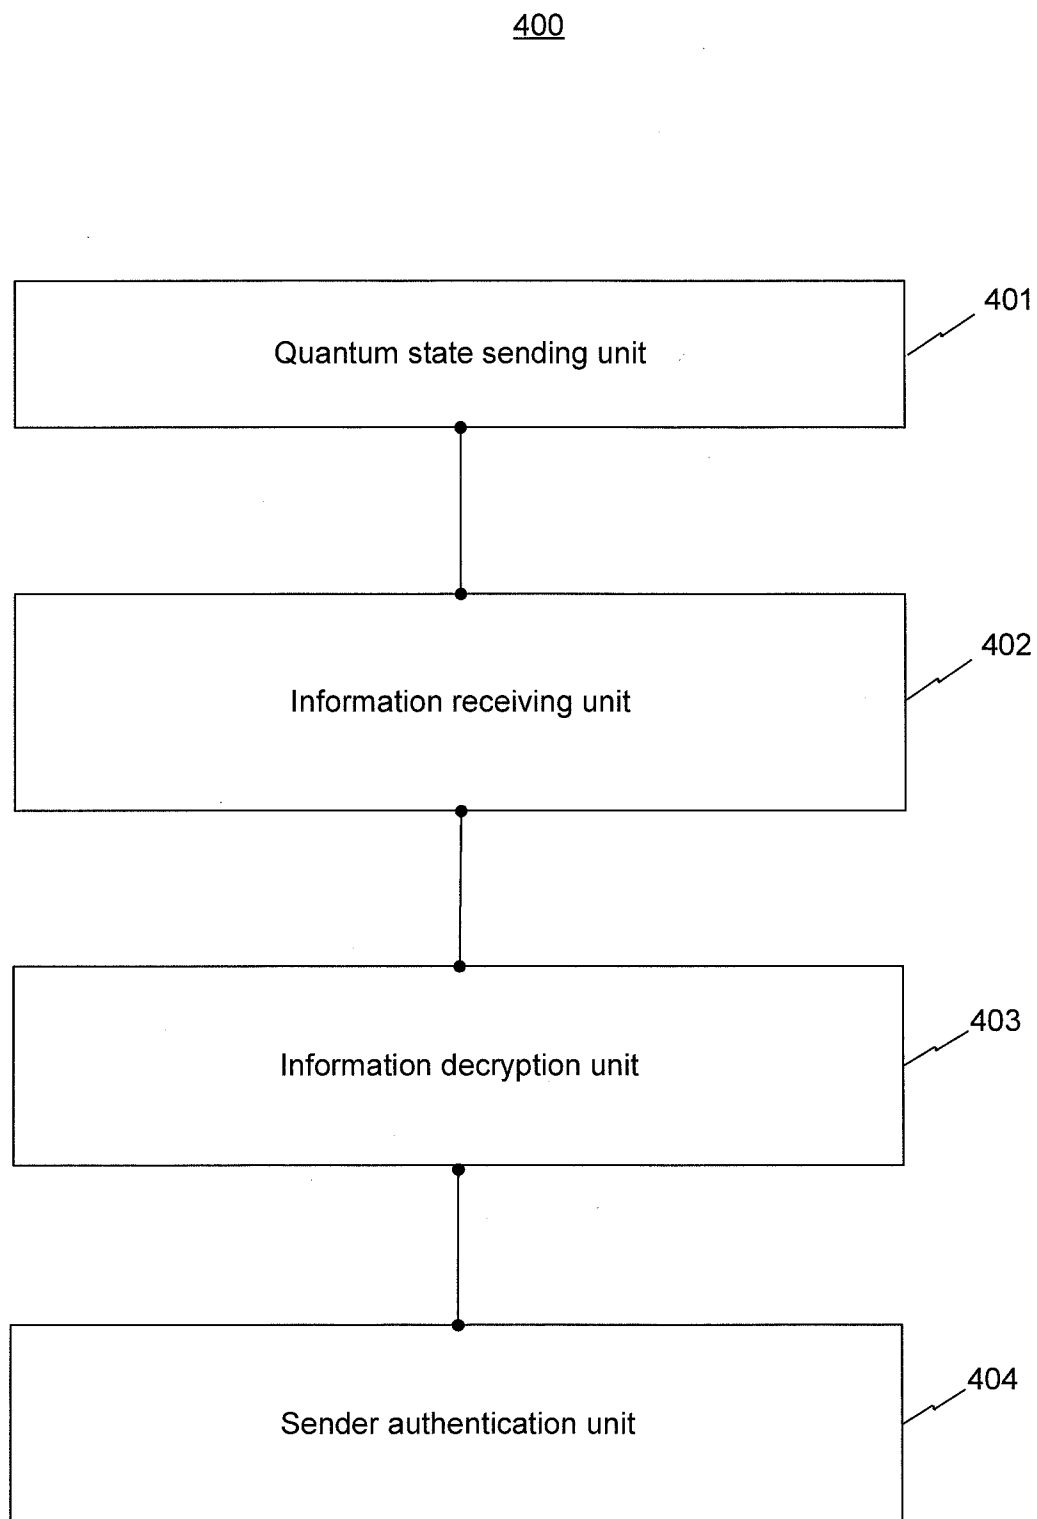 400
401
Quantum state sending unit
402
Information receiving unit
403
Information decryption unit
404
Sender authentication unit